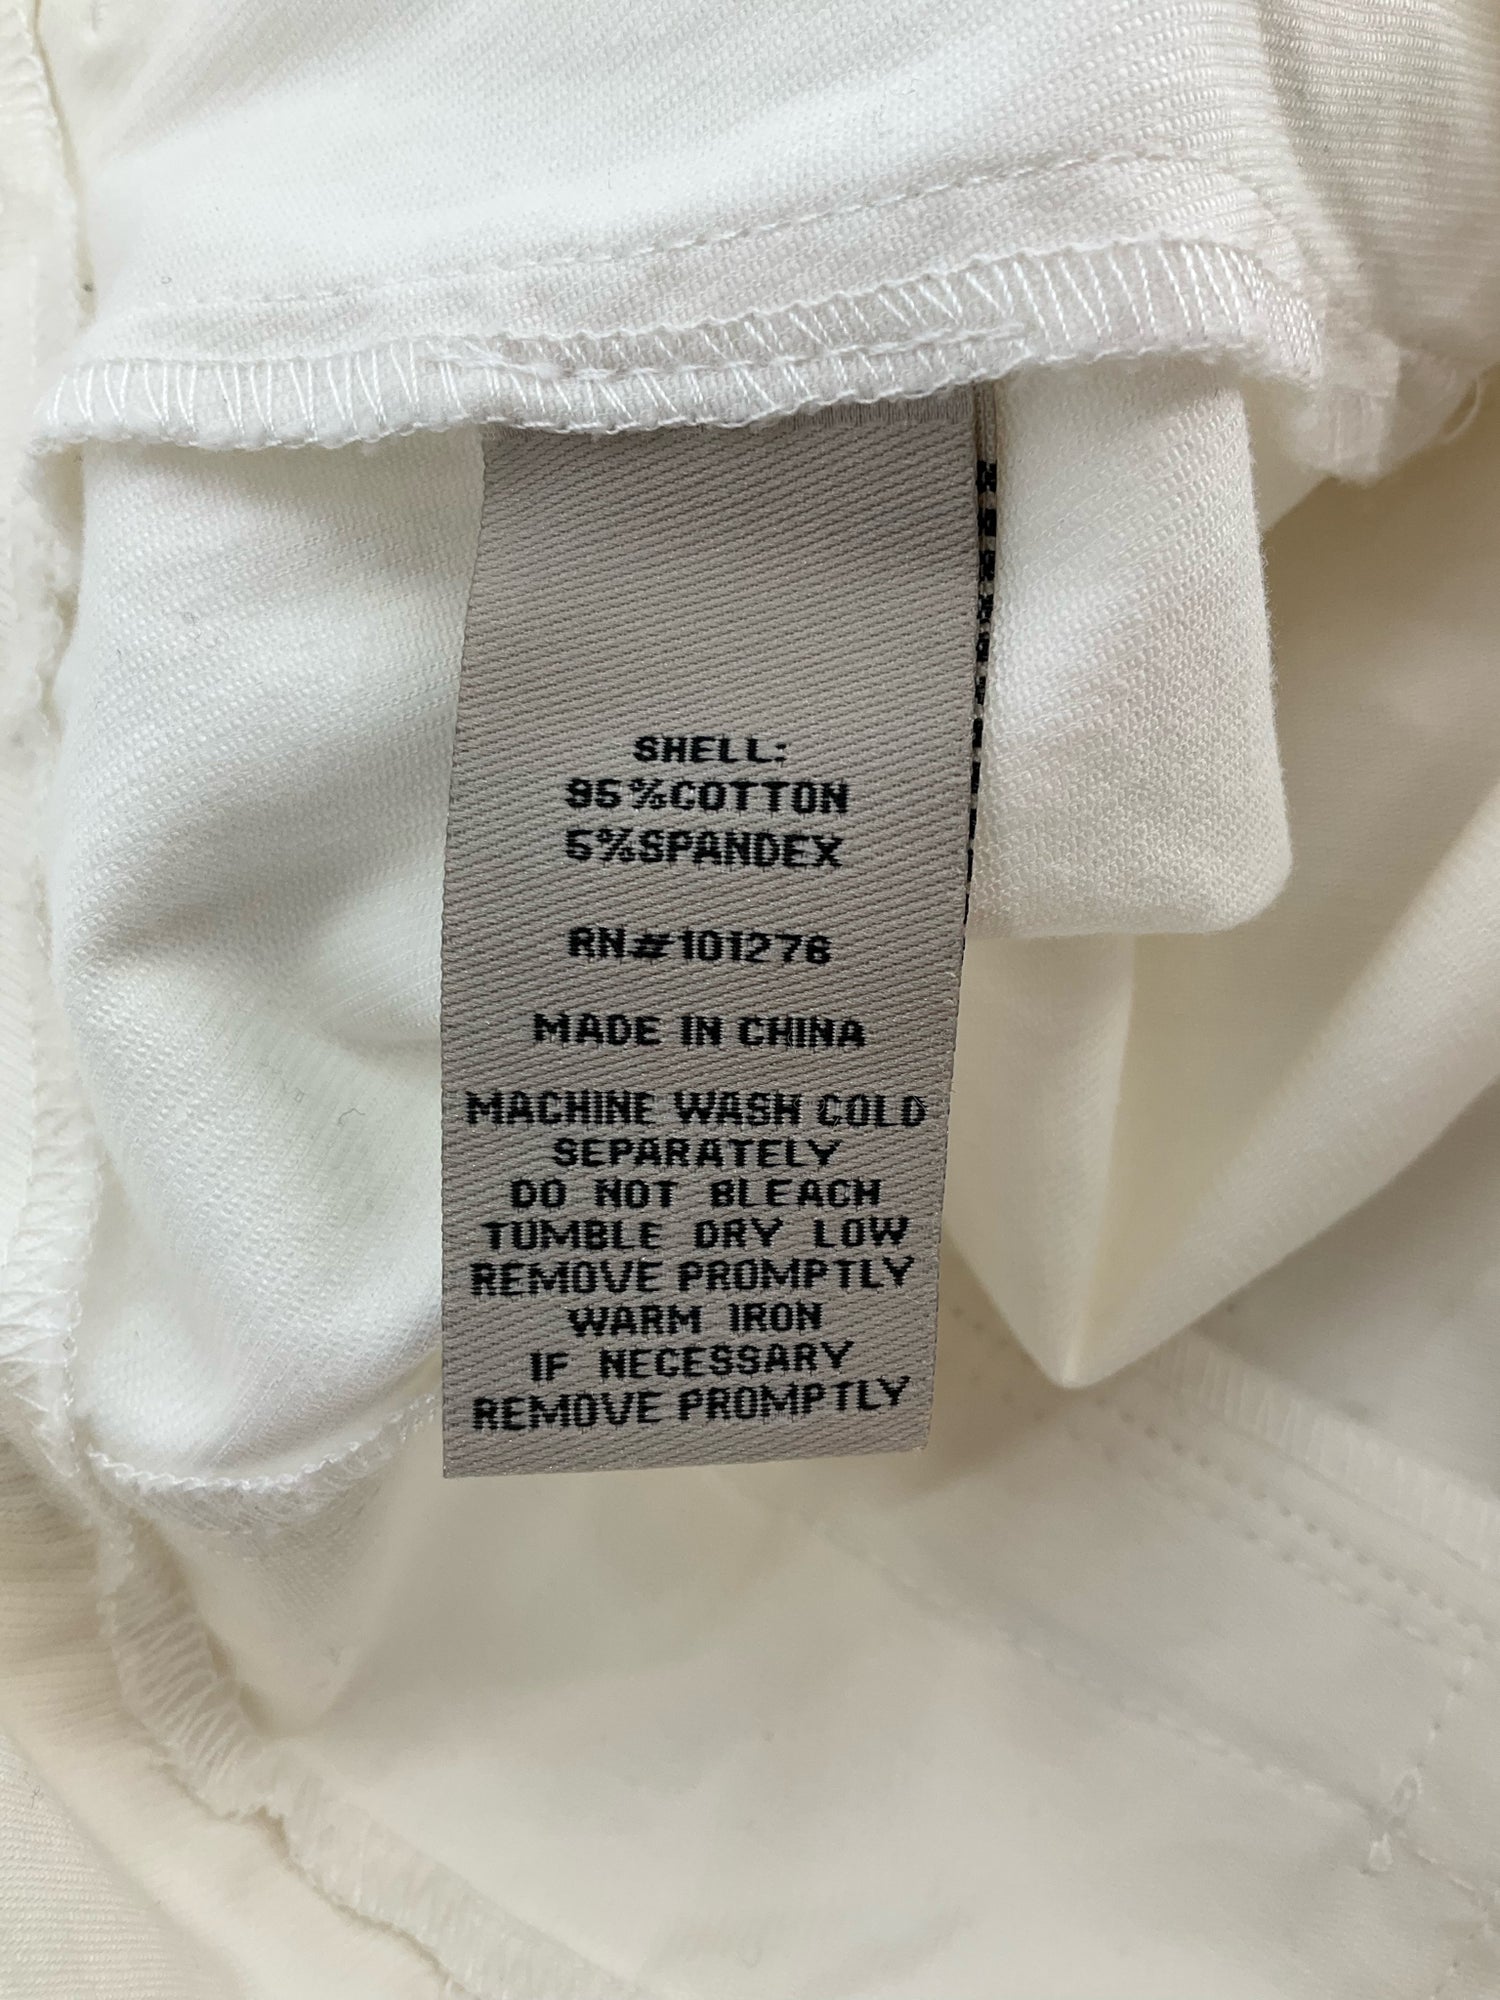 SHELL:
95%COTTON
5%SPANDEX
RN#101276
MADE IN CHINA
MACHINE WASH COLD
SEPARATELY
DO NOT BLEACH
TUMBLE DRY LOW
REMOVE PROMPTLY
WARM IRON
IF NECESSARY
REMOVE PROMPTLY